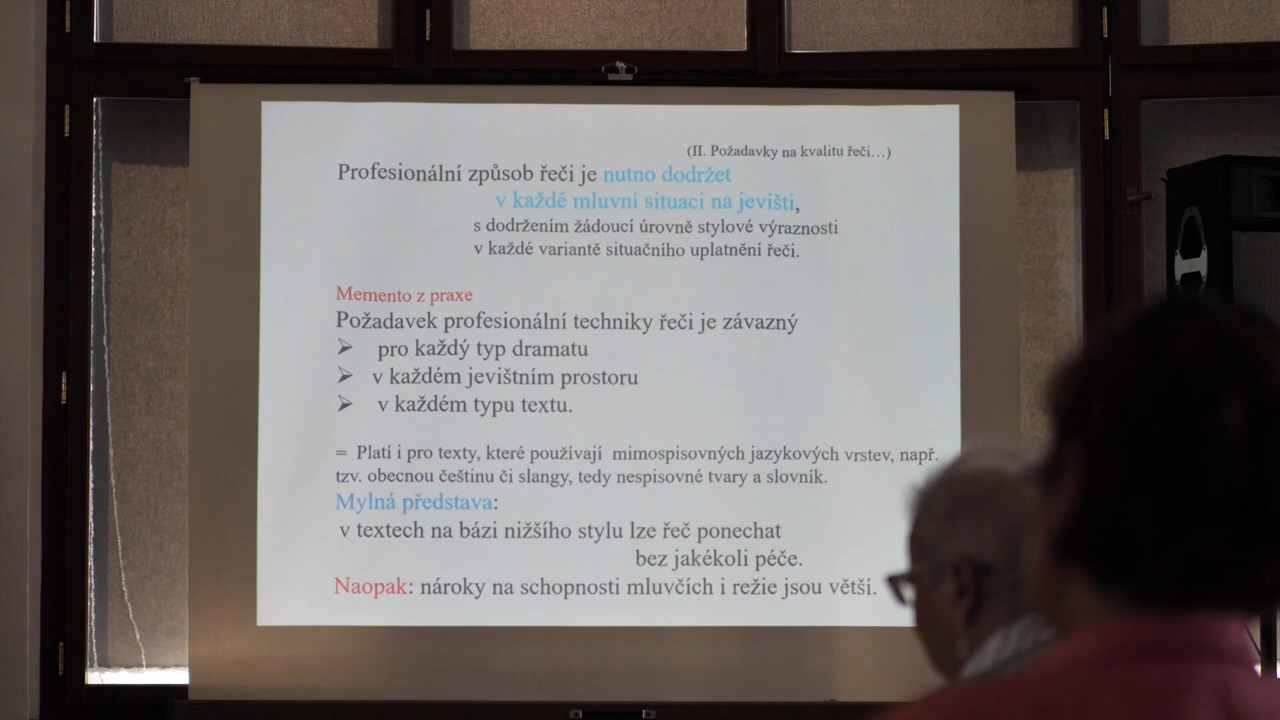 (II. Požadavky na kvalitu řeči…)
Profesionální způsob řeči je nutno dodržet
v každé mluvní situaci na jevišti,
s dodržením žádoucí úrovně stylové výraznosti
v každé variantě situačního uplatnění řeči.
Memento z praxe
Požadavek profesionální techniky řeči je závazný
➢ pro každý typ dramatu
➢ v každém jevištním prostoru
➢ v každém typu textu.
= Platí i pro texty, které používají mimospisovných jazykových vrstev, např.
tzv. obecnou češtinu či slangy, tedy nespisovné tvary a slovník.
Mylná představa:
v textech na bázi nižšího stylu lze řeč ponechat
bez jakékoli péče.
Naopak: nároky na schopnosti mluvčích i režie jsou větší.